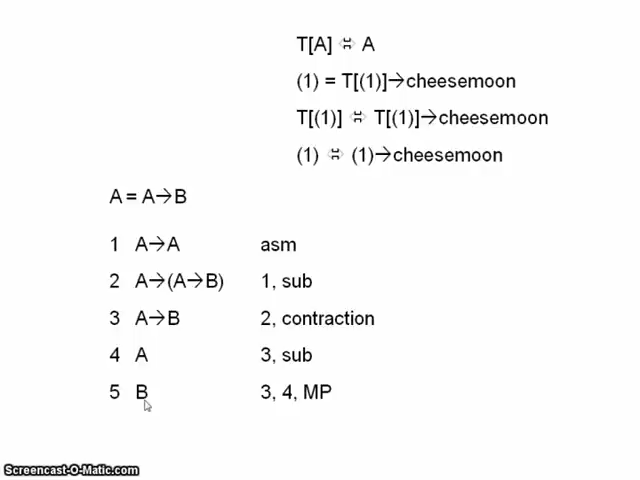 T[A] ⇔ A
(1) = T[(1)]→cheesemoon
T[(1)] ⇔ T[(1)]→cheesemoon
(1) ⇔ (1)→cheesemoon
A = A→B
1 A→A asm
2 A→(A→B) 1, sub
3 A→B 2, contraction
4 A 3, sub
5 B 3, 4, MP
Screencast-O-Matic.com